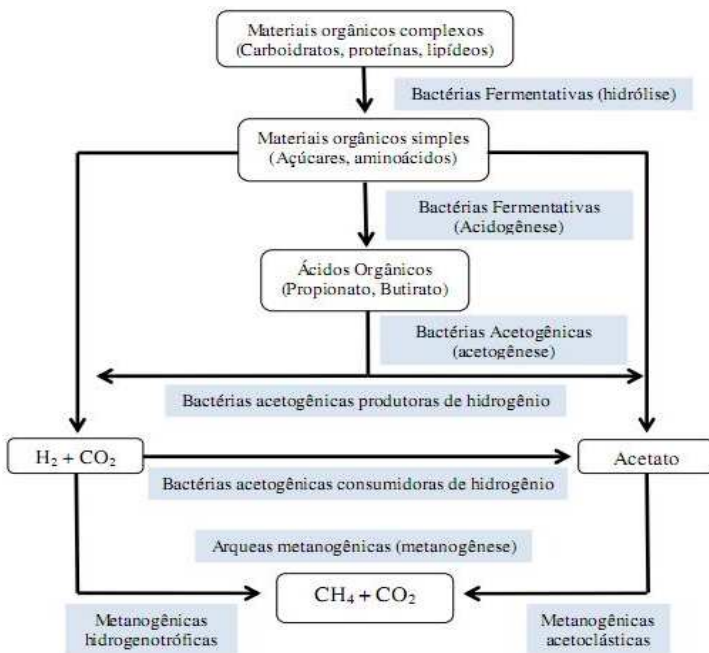 Materiais orgânicos complexos
(Carboidratos, proteínas, lipídeos)
Bactérias Fermentativas (hidrólise)
Materiais orgânicos simples
(Açúcares, aminoácidos)
Bactérias Fermentativas
(Acidogênese)
Ácidos Orgânicos
(Propionato, Butirato)
Bactérias Acetogênicas
(acetogênese)
Bactérias acetogênicas produtoras de hidrogênio
H₂ + CO₂
Acetato
Bactérias acetogênicas consumidoras de hidrogênio
Arqueas metanogênicas (metanogênese)
CH₄ + CO₂
Metanogênicas
hidrogenotróficas
Metanogênicas
acetoclásticas